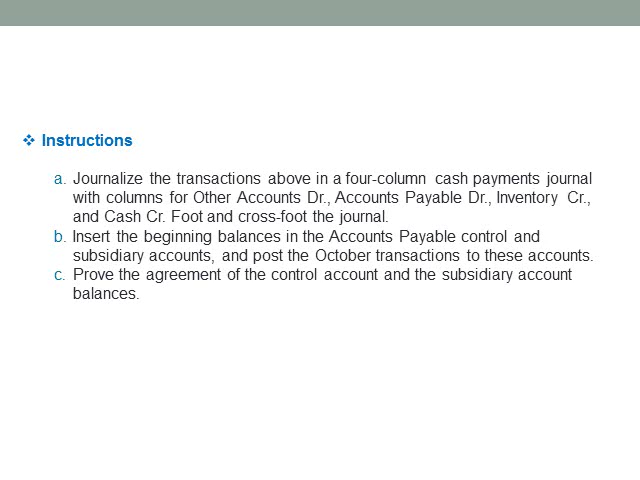 ❖ Instructions
a. Journalize the transactions above in a four-column cash payments journal
with columns for Other Accounts Dr., Accounts Payable Dr., Inventory Cr.,
and Cash Cr. Foot and cross-foot the journal.
b. Insert the beginning balances in the Accounts Payable control and
subsidiary accounts, and post the October transactions to these accounts.
c. Prove the agreement of the control account and the subsidiary account
balances.